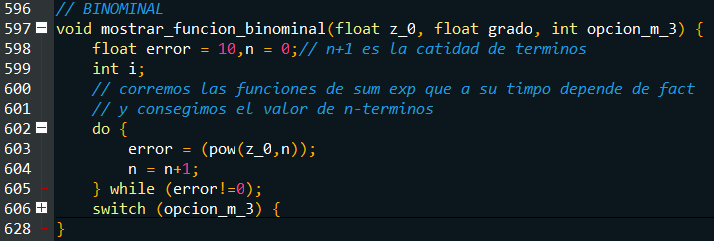 596 // BINOMINAL
597 void mostrar_funcion_binominal(float z_0, float grado, int opcion_m_3) {
598 float error = 10,n = 0;// n+1 es la catidad de terminos
599 int i;
600 // corremos las funciones de sum exp que a su timpo depende de fact
601 // y consegimos el valor de n-terminos
602 do {
603 error = (pow(z_0,n));
604 n = n+1;
605 } while (error!=0);
606 switch (opcion_m_3) {
628 }